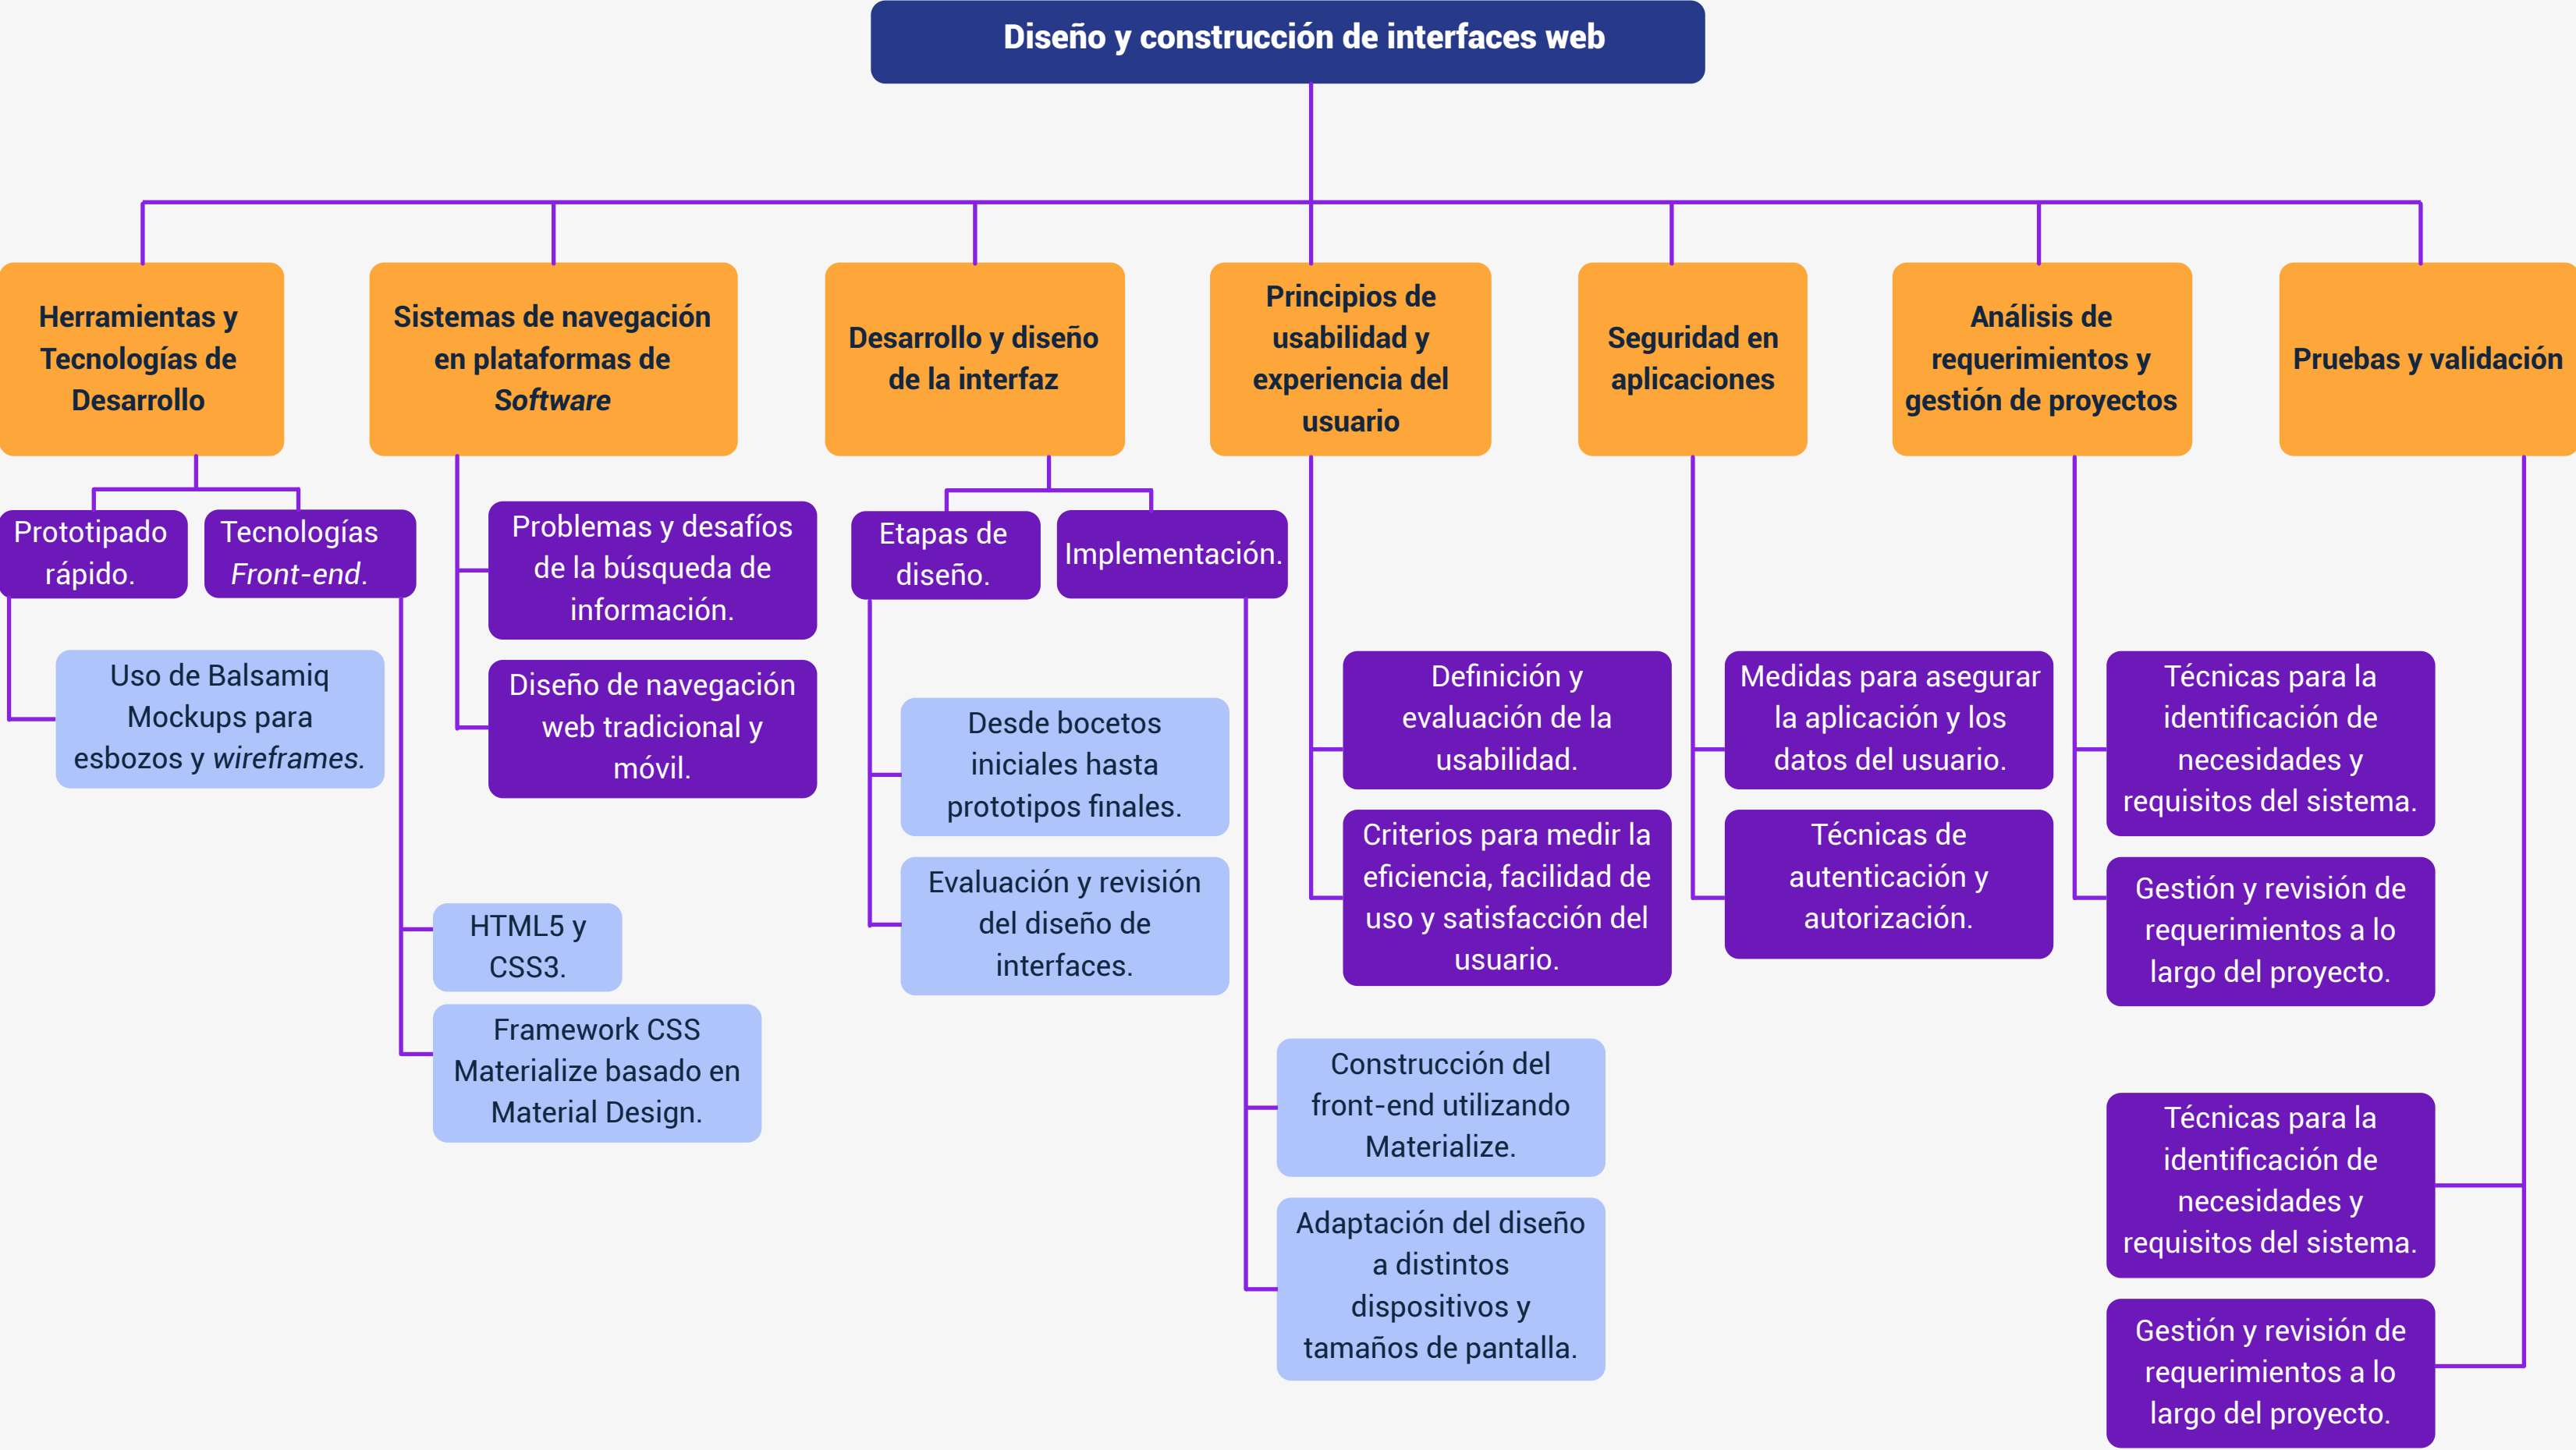 Diseño y construcción de interfaces web
Herramientas y
Tecnologías de
Desarrollo
Sistemas de navegación
en plataformas de
Software
Desarrollo y diseño
de la interfaz
Principios de
usabilidad y
experiencia del
usuario
Seguridad en
aplicaciones
Análisis de
requerimientos y
gestión de proyectos
Pruebas y validación
Prototipado
rápido.
Tecnologías
Front-end.
Uso de Balsamiq
Mockups para
esbozos y wireframes.
HTML5 y
CSS3.
Framework CSS
Materialize basado en
Material Design.
Problemas y desafíos
de la búsqueda de
información.
Diseño de navegación
web tradicional y
móvil.
Etapas de
diseño.
Implementación.
Desde bocetos
iniciales hasta
prototipos finales.
Evaluación y revisión
del diseño de
interfaces.
Construcción del
front-end utilizando
Materialize.
Adaptación del diseño
a distintos
dispositivos y
tamaños de pantalla.
Definición y
evaluación de la
usabilidad.
Criterios para medir la
eficiencia, facilidad de
uso y satisfacción del
usuario.
Medidas para asegurar
la aplicación y los
datos del usuario.
Técnicas de
autenticación y
autorización.
Técnicas para la
identificación de
necesidades y
requisitos del sistema.
Gestión y revisión de
requerimientos a lo
largo del proyecto.
Técnicas para la
identificación de
necesidades y
requisitos del sistema.
Gestión y revisión de
requerimientos a lo
largo del proyecto.